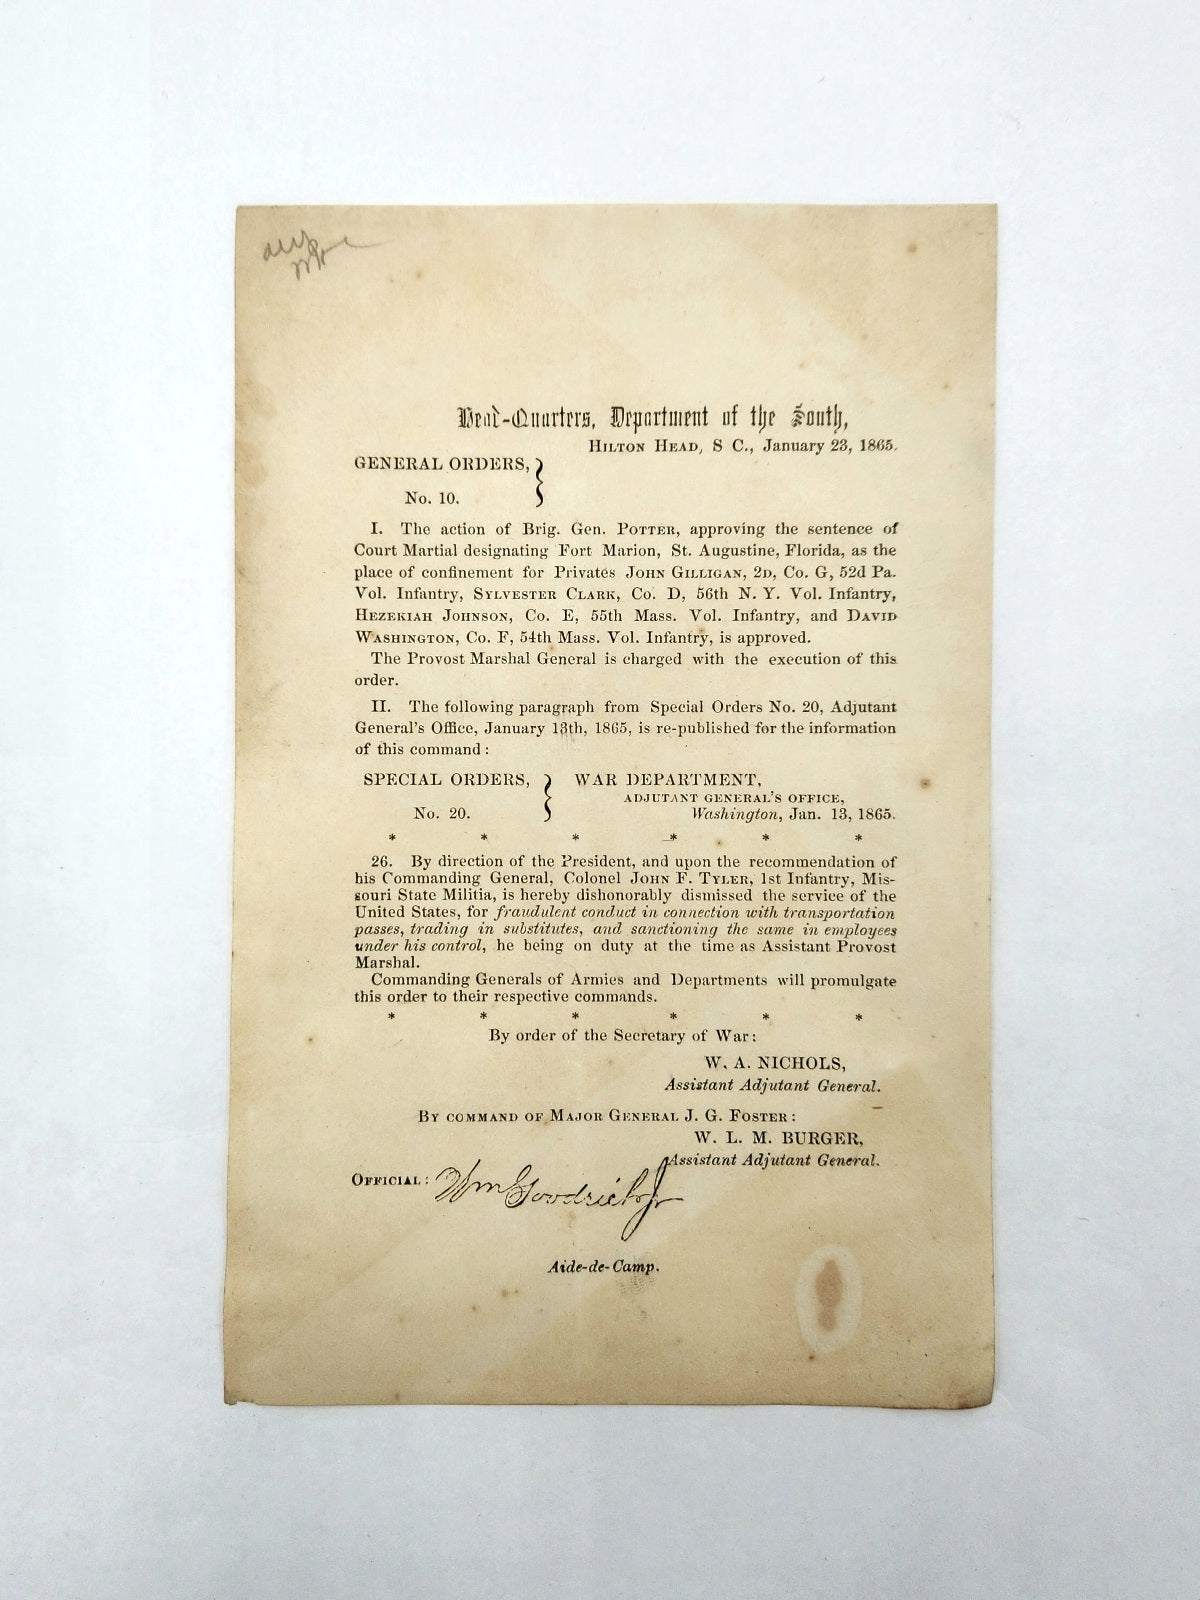 Head-Quarters, Department of the South,
HILTON HEAD, S C., January 23, 1865.
GENERAL ORDERS,
No. 10.
I. The action of Brig. Gen. POTTER, approving the sentence of
Court Martial designating Fort Marion, St. Augustine, Florida, as the
place of confinement for Privates JOHN GILLIGAN, 2D, Co. G, 52d Pa.
Vol. Infantry, SYLVESTER CLARK, Co. D, 56th N. Y. Vol. Infantry,
HEZEKIAH JOHNSON, Co. E, 55th Mass. Vol. Infantry, and DAVID
WASHINGTON, Co. F, 54th Mass. Vol. Infantry, is approved.
The Provost Marshal General is charged with the execution of this
order.
II. The following paragraph from Special Orders No. 20, Adjutant
General's Office, January 13th, 1865, is re-published for the information
of this command:
SPECIAL ORDERS, } WAR DEPARTMENT,
ADJUTANT GENERAL'S OFFICE,
No. 20. Washington, Jan. 13, 1865.
* * * * * *
26. By direction of the President, and upon the recommendation of
his Commanding General, Colonel JOHN F. TYLER, 1st Infantry, Mis-
souri State Militia, is hereby dishonorably dismissed the service of the
United States, for fraudulent conduct in connection with transportation
passes, trading in substitutes, and sanctioning the same in employees
under his control, he being on duty at the time as Assistant Provost
Marshal.
Commanding Generals of Armies and Departments will promulgate
this order to their respective commands.
* * * * * *
By order of the Secretary of War:
W. A. NICHOLS,
Assistant Adjutant General.
BY COMMAND OF MAJOR GENERAL J. G. FOSTER:
W. L. M. BURGER,
Assistant Adjutant General.
OFFICIAL: Wm Goodrich Jr
Aide-de-Camp.